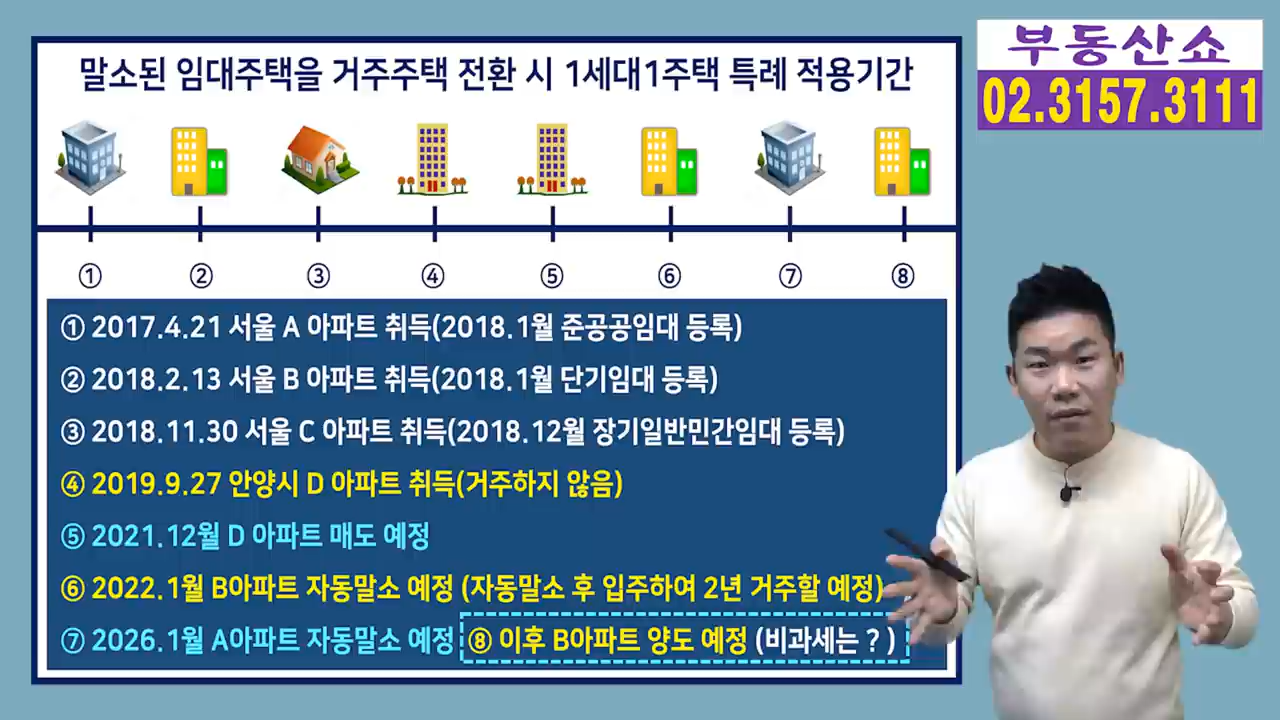 부동산쇼
02.3157.3111
말소된 임대주택을 거주주택 전환 시 1세대1주택 특례 적용기간
① ② ③ ④ ⑤ ⑥ ⑦ ⑧
① 2017.4.21 서울 A 아파트 취득(2018.1월 준공공임대 등록)
② 2018.2.13 서울 B 아파트 취득(2018.1월 단기임대 등록)
③ 2018.11.30 서울 C 아파트 취득(2018.12월 장기일반민간임대 등록)
④ 2019.9.27 안양시 D 아파트 취득(거주하지 않음)
⑤ 2021.12월 D 아파트 매도 예정
⑥ 2022.1월 B아파트 자동말소 예정 (자동말소 후 입주하여 2년 거주할 예정)
⑦ 2026.1월 A아파트 자동말소 예정 ⑧ 이후 B아파트 양도 예정 (비과세는 ? )